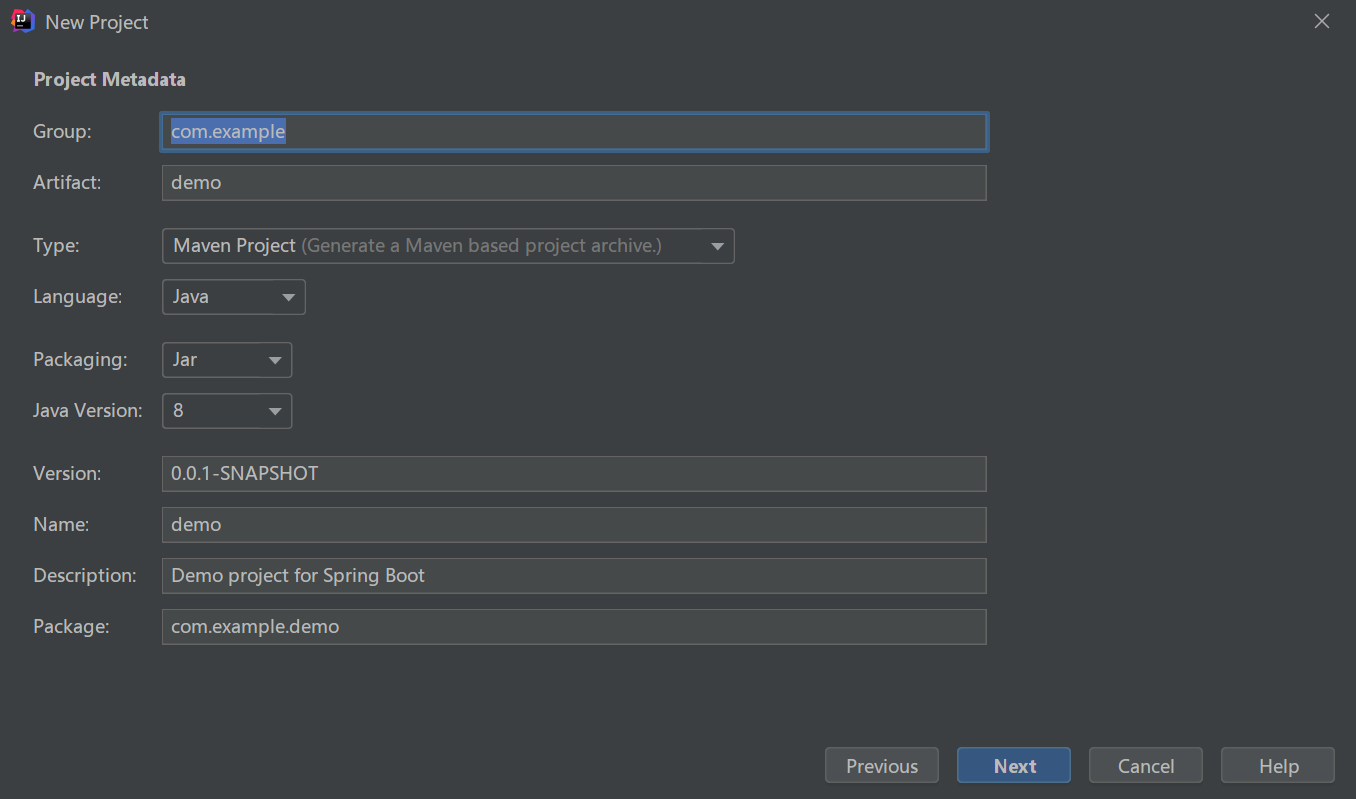 New Project
Project Metadata
Group: com.example
Artifact: demo
Type: Maven Project (Generate a Maven based project archive.)
Language: Java
Packaging: Jar
Java Version: 8
Version: 0.0.1-SNAPSHOT
Name: demo
Description: Demo project for Spring Boot
Package: com.example.demo
Previous Next Cancel Help